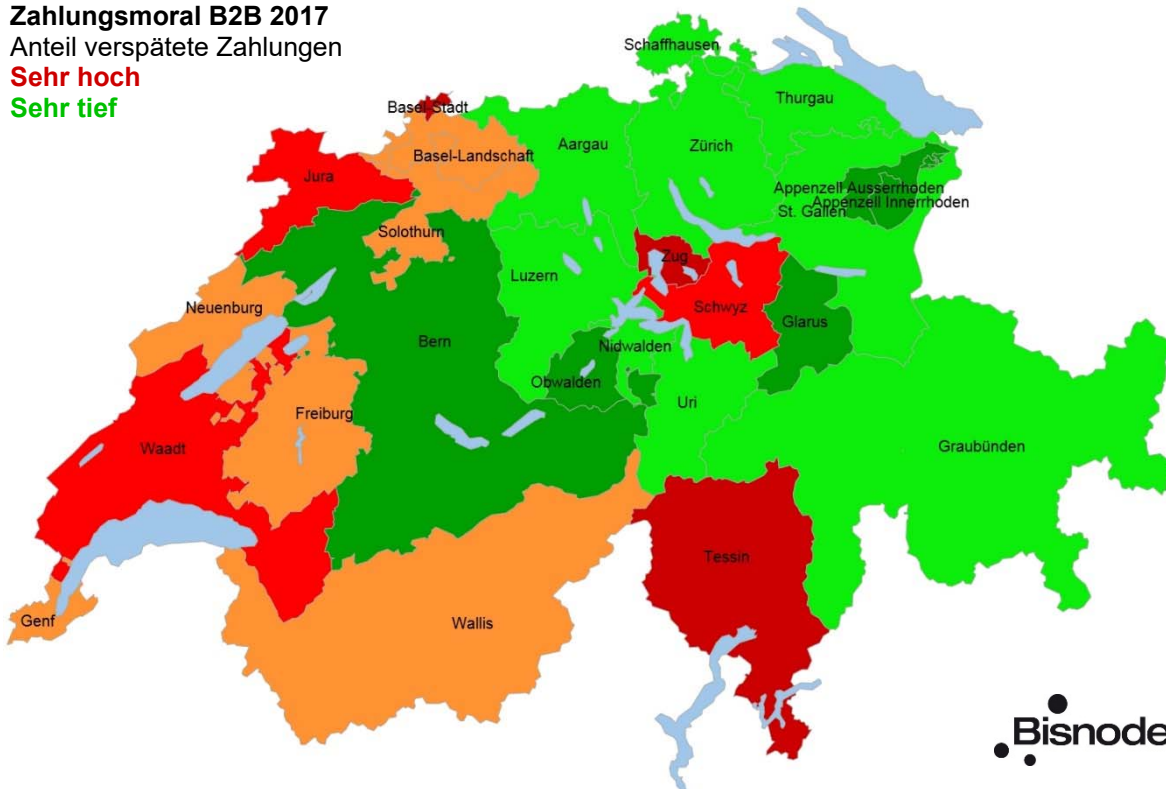 Zahlungsmoral B2B 2017
Anteil verspätete Zahlungen
Sehr hoch
Sehr tief
Schaffhausen
Basel-Stadt
Thurgau
Basel-Landschaft
Aargau
Zürich
Jura
Appenzell Ausserrhoden
Appenzell Innerrhoden
St. Gallen
Solothurn
Zug
Luzern
Neuenburg
Schwyz
Glarus
Bern
Nidwalden
Obwalden
Uri
Freiburg
Waadt
Graubünden
Tessin
Genf
Wallis
Bisnode